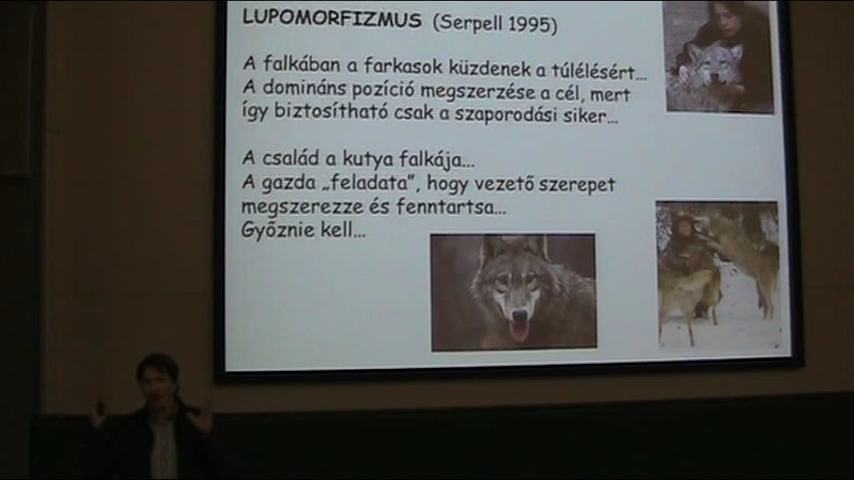 LUPOMORFIZMUS (Serpell 1995)
A falkában a farkasok küzdenek a túlélésért...
A domináns pozíció megszerzése a cél, mert
így biztosítható csak a szaporodási siker...
A család a kutya falkája...
A gazda „feladata”, hogy vezető szerepet
megszerezze és fenntartsa...
Győznie kell...